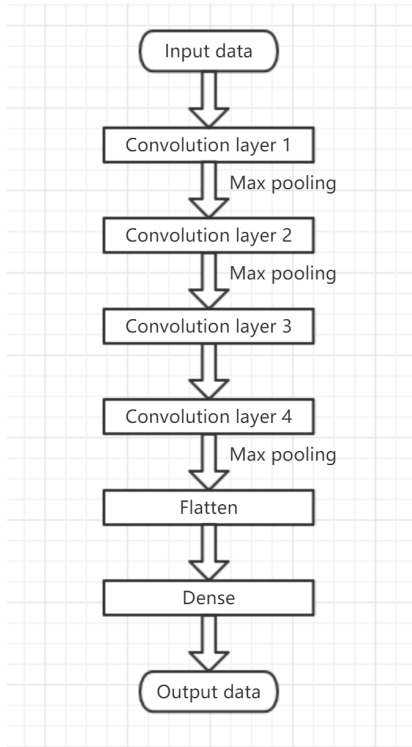 Input data
Convolution layer 1
Max pooling
Convolution layer 2
Max pooling
Convolution layer 3
Convolution layer 4
Max pooling
Flatten
Dense
Output data